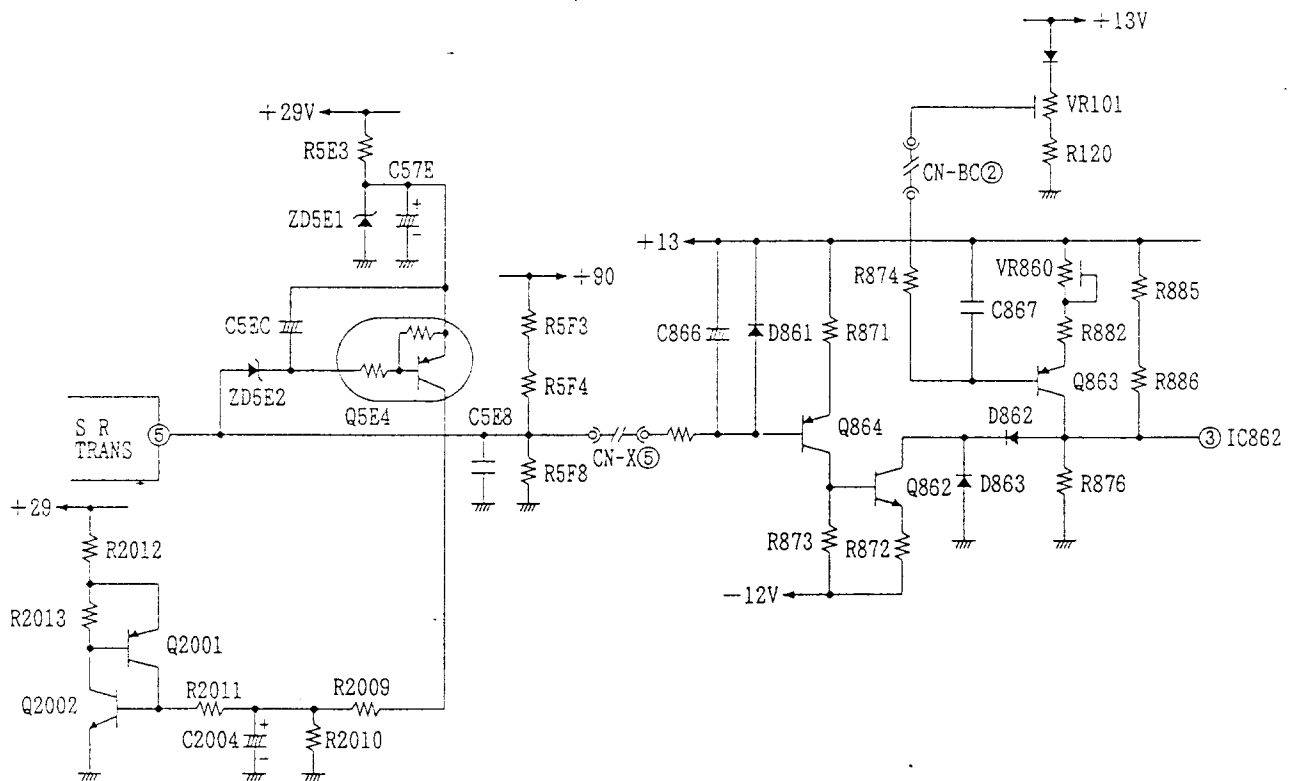 +13V
VR101
R120
CN-BC②
+29V
R5E3
C57E
+
-
ZD5E1
+13
+90
R874
VR860
C867
R885
C5EC
R5F3
C866
D861
R871
R882
R5F4
Q863
R886
ZD5E2
Q5E4
C5E8
D862
S R
TRANS
⑤
Q864
③ IC862
CN-X⑤
R5F8
Q862
D863
R876
+29
R873
R872
R2012
-12V
R2013
Q2001
R2011
R2009
Q2002
+
C2004
-
R2010